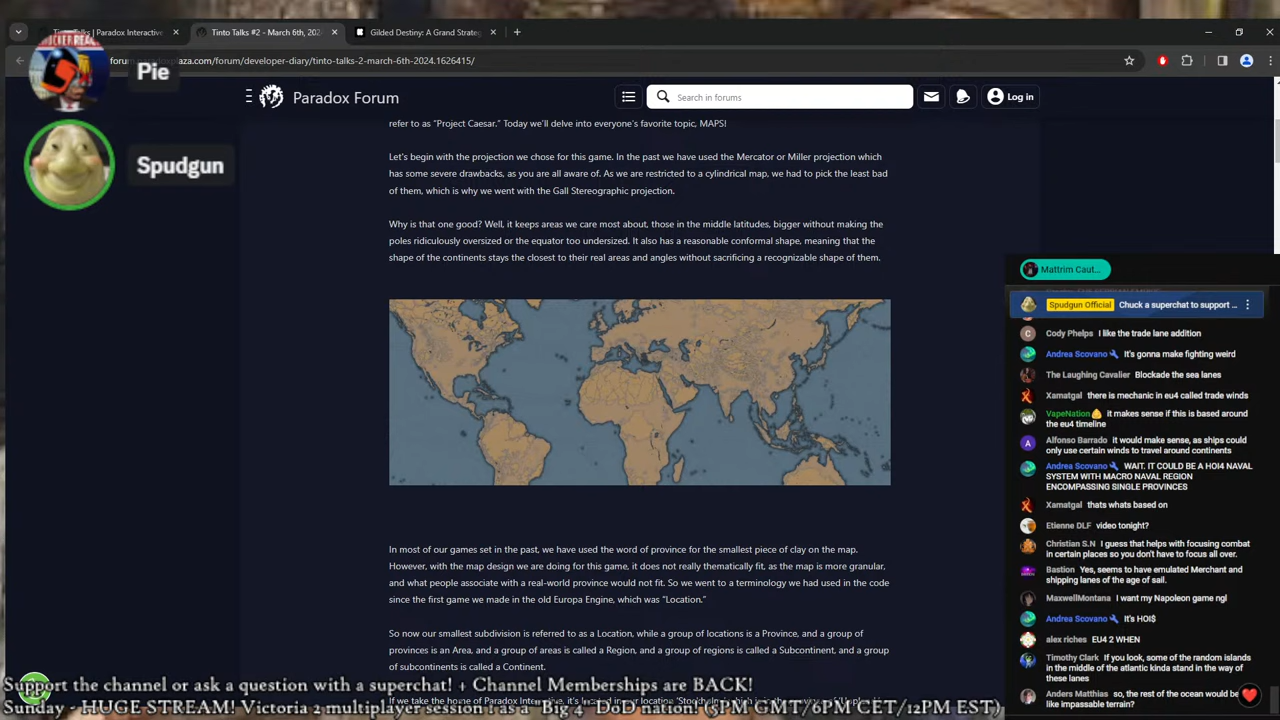 Tinto Talks | Paradox Interactive
Tinto Talks #2 - March 6th, 202
Gilded Destiny: A Grand Strateg
forum.paradoxplaza.com/forum/developer-diary/tinto-talks-2-march-6th-2024.1626415/
Pie
Spudgun
Paradox Forum
Search in forums
Log in
refer to as “Project Caesar.” Today we'll delve into everyone's favorite topic, MAPS!
Let's begin with the projection we chose for this game. In the past we have used the Mercator or Miller projection which
has some severe drawbacks, as you are all aware of. As we are restricted to a cylindrical map, we had to pick the least bad
of them, which is why we went with the Gall Stereographic projection.
Why is that one good? Well, it keeps areas we care most about, those in the middle latitudes, bigger without making the
poles ridiculously oversized or the equator too undersized. It also has a reasonable conformal shape, meaning that the
shape of the continents stays the closest to their real areas and angles without sacrificing a recognizable shape of them.
In most of our games set in the past, we have used the word of province for the smallest piece of clay on the map.
However, with the map design we are doing for this game, it does not really thematically fit, as the map is more granular,
and what people associate with a real-world province would not fit. So we went to a terminology we had used in the code
since the first game we made in the old Europa Engine, which was “Location.”
So now our smallest subdivision is referred to as a Location, while a group of locations is a Province, and a group of
provinces is an Area, and a group of areas is called a Region, and a group of regions is called a Subcontinent, and a group
of subcontinents is called a Continent.
Mattrim Caut...
Spudgun Official Chuck a superchat to support ...
Cody Phelps I like the trade lane addition
Andrea Scovano It's gonna make fighting weird
The Laughing Cavalier Blockade the sea lanes
Xamatgal there is mechanic in eu4 called trade winds
VapeNation it makes sense if this is based around
the eu4 timeline
Alfonso Barrado it would make sense, as ships could
only use certain winds to travel around continents
Andrea Scovano WAIT. IT COULD BE A HOI4 NAVAL
SYSTEM WITH MACRO NAVAL REGION
ENCOMPASSING SINGLE PROVINCES
Xamatgal thats whats based on
Etienne DLF video tonight?
Christian S.N I guess that helps with focusing combat
in certain places so you don't have to focus all over.
Bastion Yes, seems to have emulated Merchant and
shipping lanes of the age of sail.
MaxwellMontana I want my Napoleon game ngl
Andrea Scovano It's HOI$
alex riches EU4 2 WHEN
Timothy Clark If you look, some of the random islands
in the middle of the atlantic kinda stand in the way of
these lanes
Anders Matthias so, the rest of the ocean would be
like impassable terrain?
Support the channel or ask a question with a superchat! + Channel Memberships are BACK!
Sunday - HUGE STREAM! Victoria 2 multiplayer session 1 as a "Big 4" DoD nation! (5PM GMT/6PM CET/12PM EST)